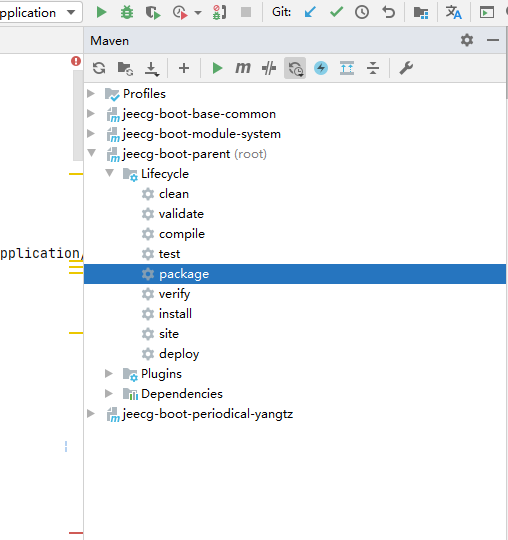 pplication
Git:
Maven
Profiles
jeecg-boot-base-common
jeecg-boot-module-system
jeecg-boot-parent (root)
Lifecycle
clean
validate
compile
test
pplication/
package
verify
install
site
deploy
Plugins
Dependencies
jeecg-boot-periodical-yangtz